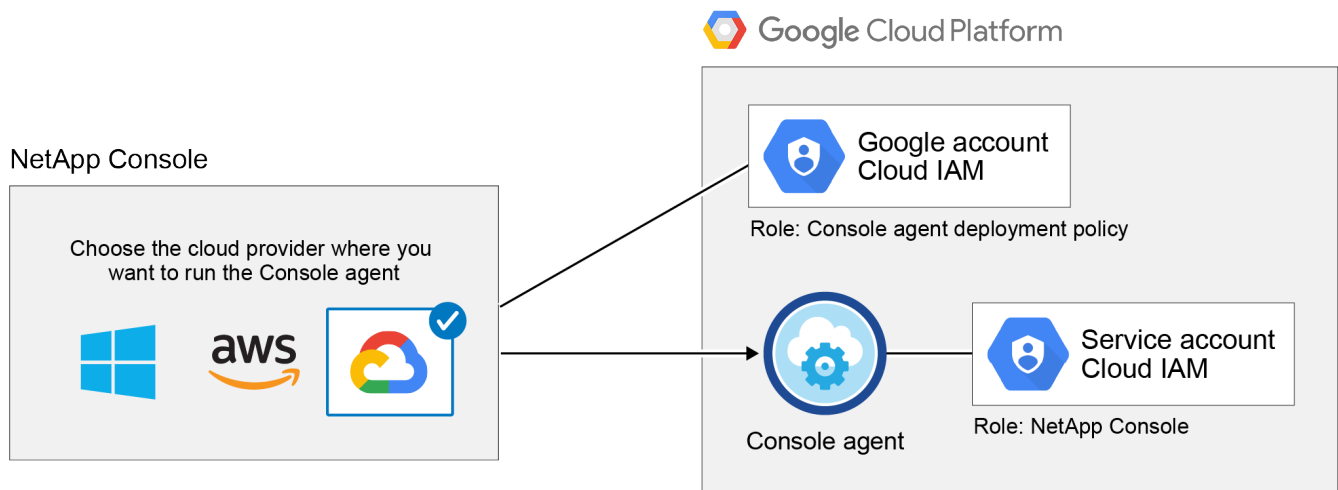 Google Cloud Platform
Google account
Cloud IAM
Role: Console agent deployment policy
NetApp Console
Choose the cloud provider where you
want to run the Console agent
aws
Console agent
Service account
Cloud IAM
Role: NetApp Console